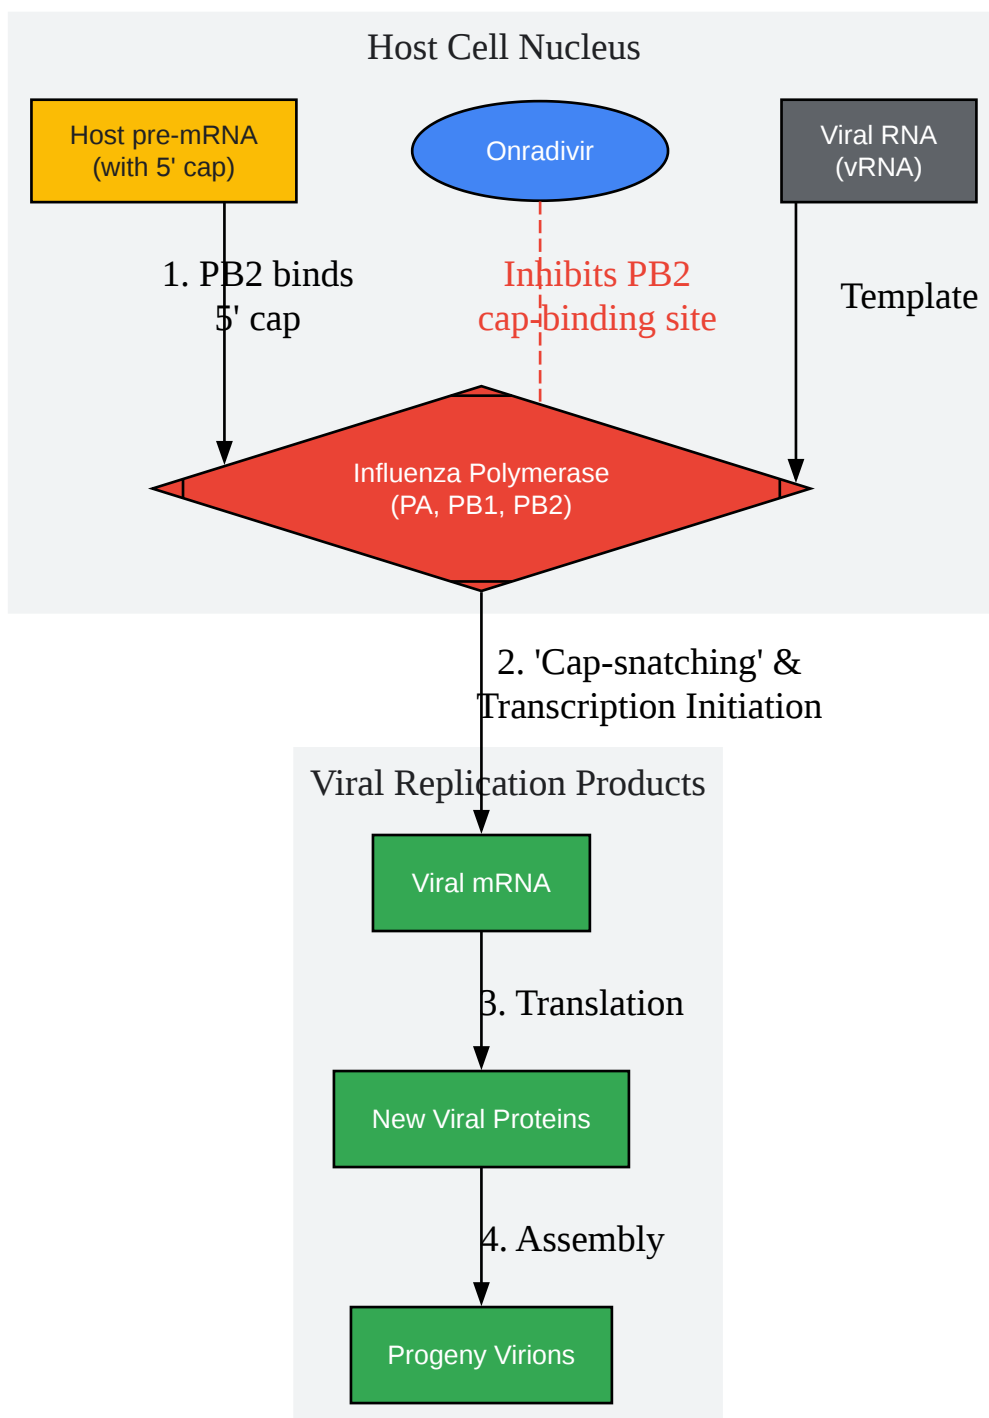 Host Cell Nucleus
Host pre-mRNA
(with 5' cap)
Onradivir
Viral RNA
(vRNA)
1. PB2 binds
5' cap
Inhibits PB2
cap-binding site
Template
Influenza Polymerase
(PA, PB1, PB2)
2. 'Cap-snatching' &
Transcription Initiation
Viral Replication Products
Viral mRNA
3. Translation
New Viral Proteins
4. Assembly
Progeny Virions